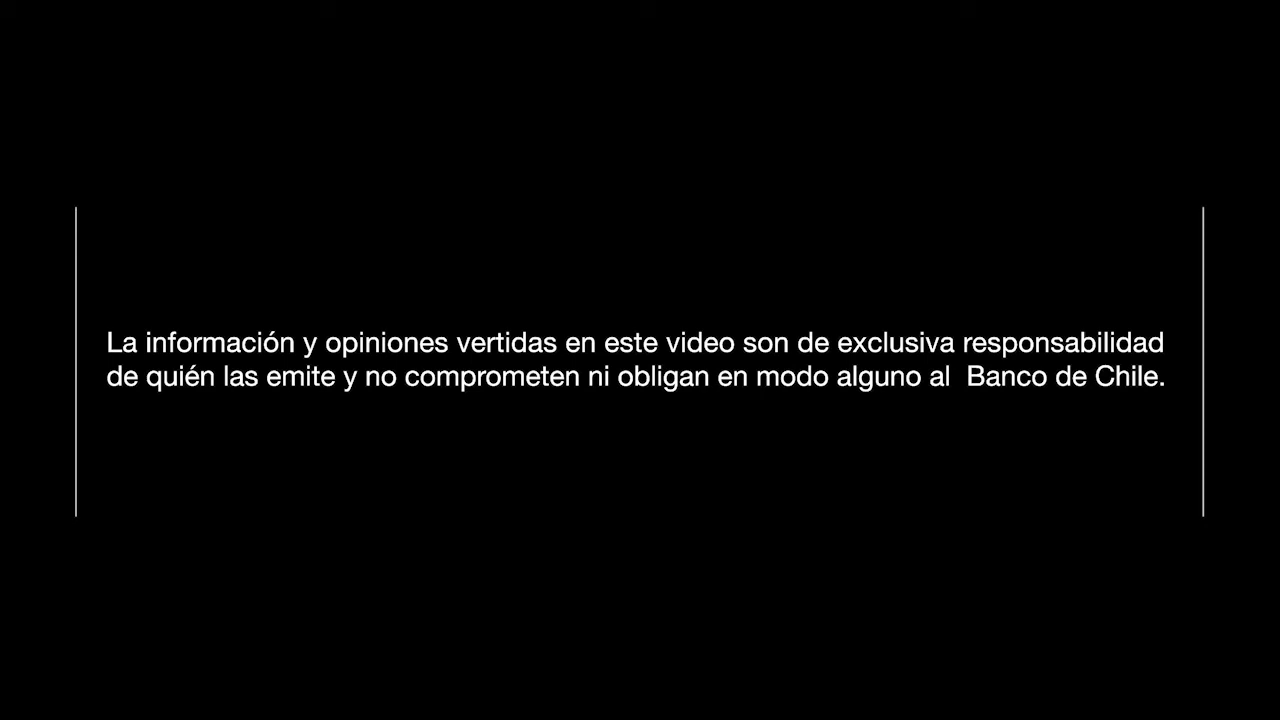 La información y opiniones vertidas en este video son de exclusiva responsabilidad
de quién las emite y no comprometen ni obligan en modo alguno al  Banco de Chile.